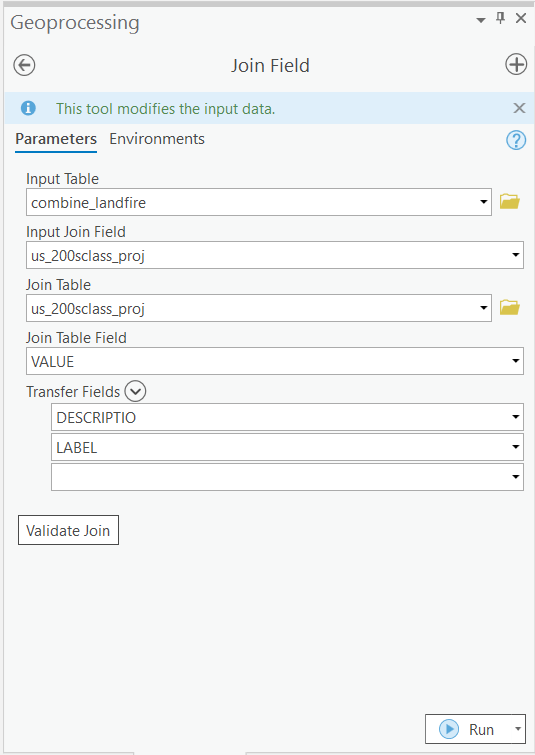 Geoprocessing
Join Field
This tool modifies the input data.
Parameters Environments
Input Table
combine_landfire
Input Join Field
us_200sclass_proj
Join Table
us_200sclass_proj
Join Table Field
VALUE
Transfer Fields
DESCRIPTIO
LABEL
Validate Join
Run